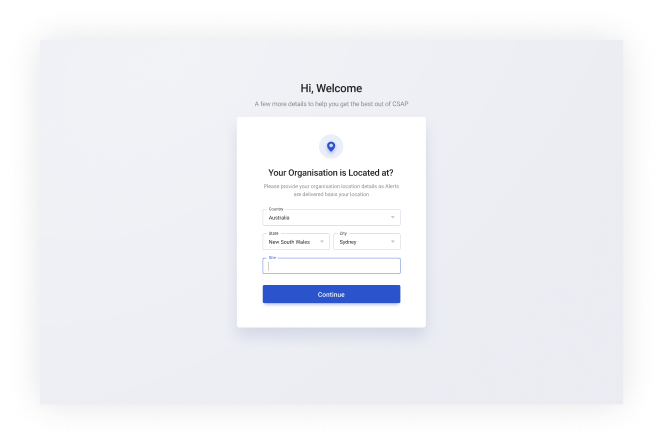 Hi, Welcome
A few more details to help you get the best out of CSAP
Your Organisation is Located at?
Please provide your organisation location details as Alerts
are delivered basis your location
Country
Australia
State
New South Wales
City
Sydney
Site
Continue